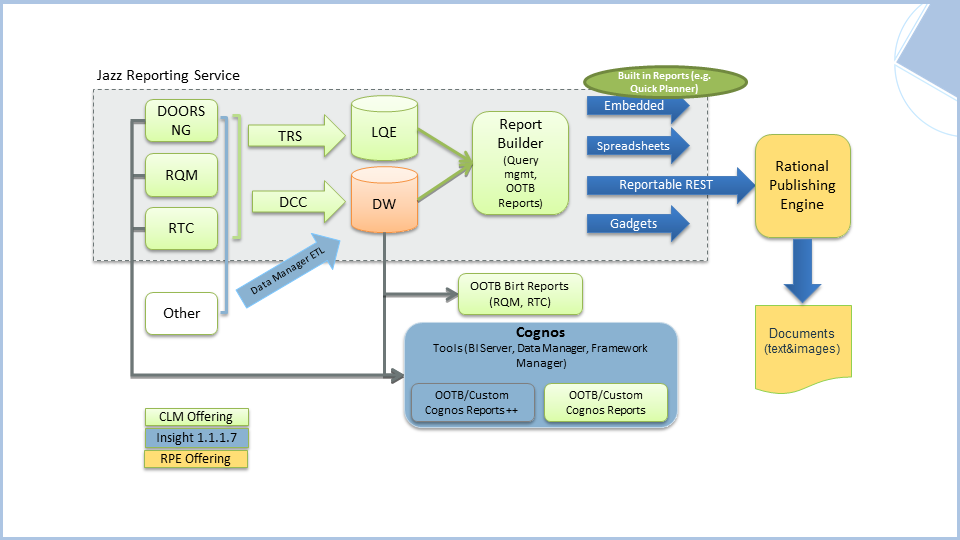 Jazz Reporting Service
Built in Reports (e.g.
Quick Planner)
DOORS
NG
RQM
RTC
Other
TRS
DCC
Data Manager ETL
LQE
DW
Report
Builder
(Query
mgmt,
OOTB
Reports)
Embedded
Spreadsheets
Reportable REST
Gadgets
Rational
Publishing
Engine
Documents
(text&images)
OOTB Birt Reports
(RQM, RTC)
Cognos
Tools (BI Server, Data Manager, Framework
Manager)
OOTB/Custom
Cognos Reports++
OOTB/Custom
Cognos Reports
CLM Offering
Insight 1.1.1.7
RPE Offering